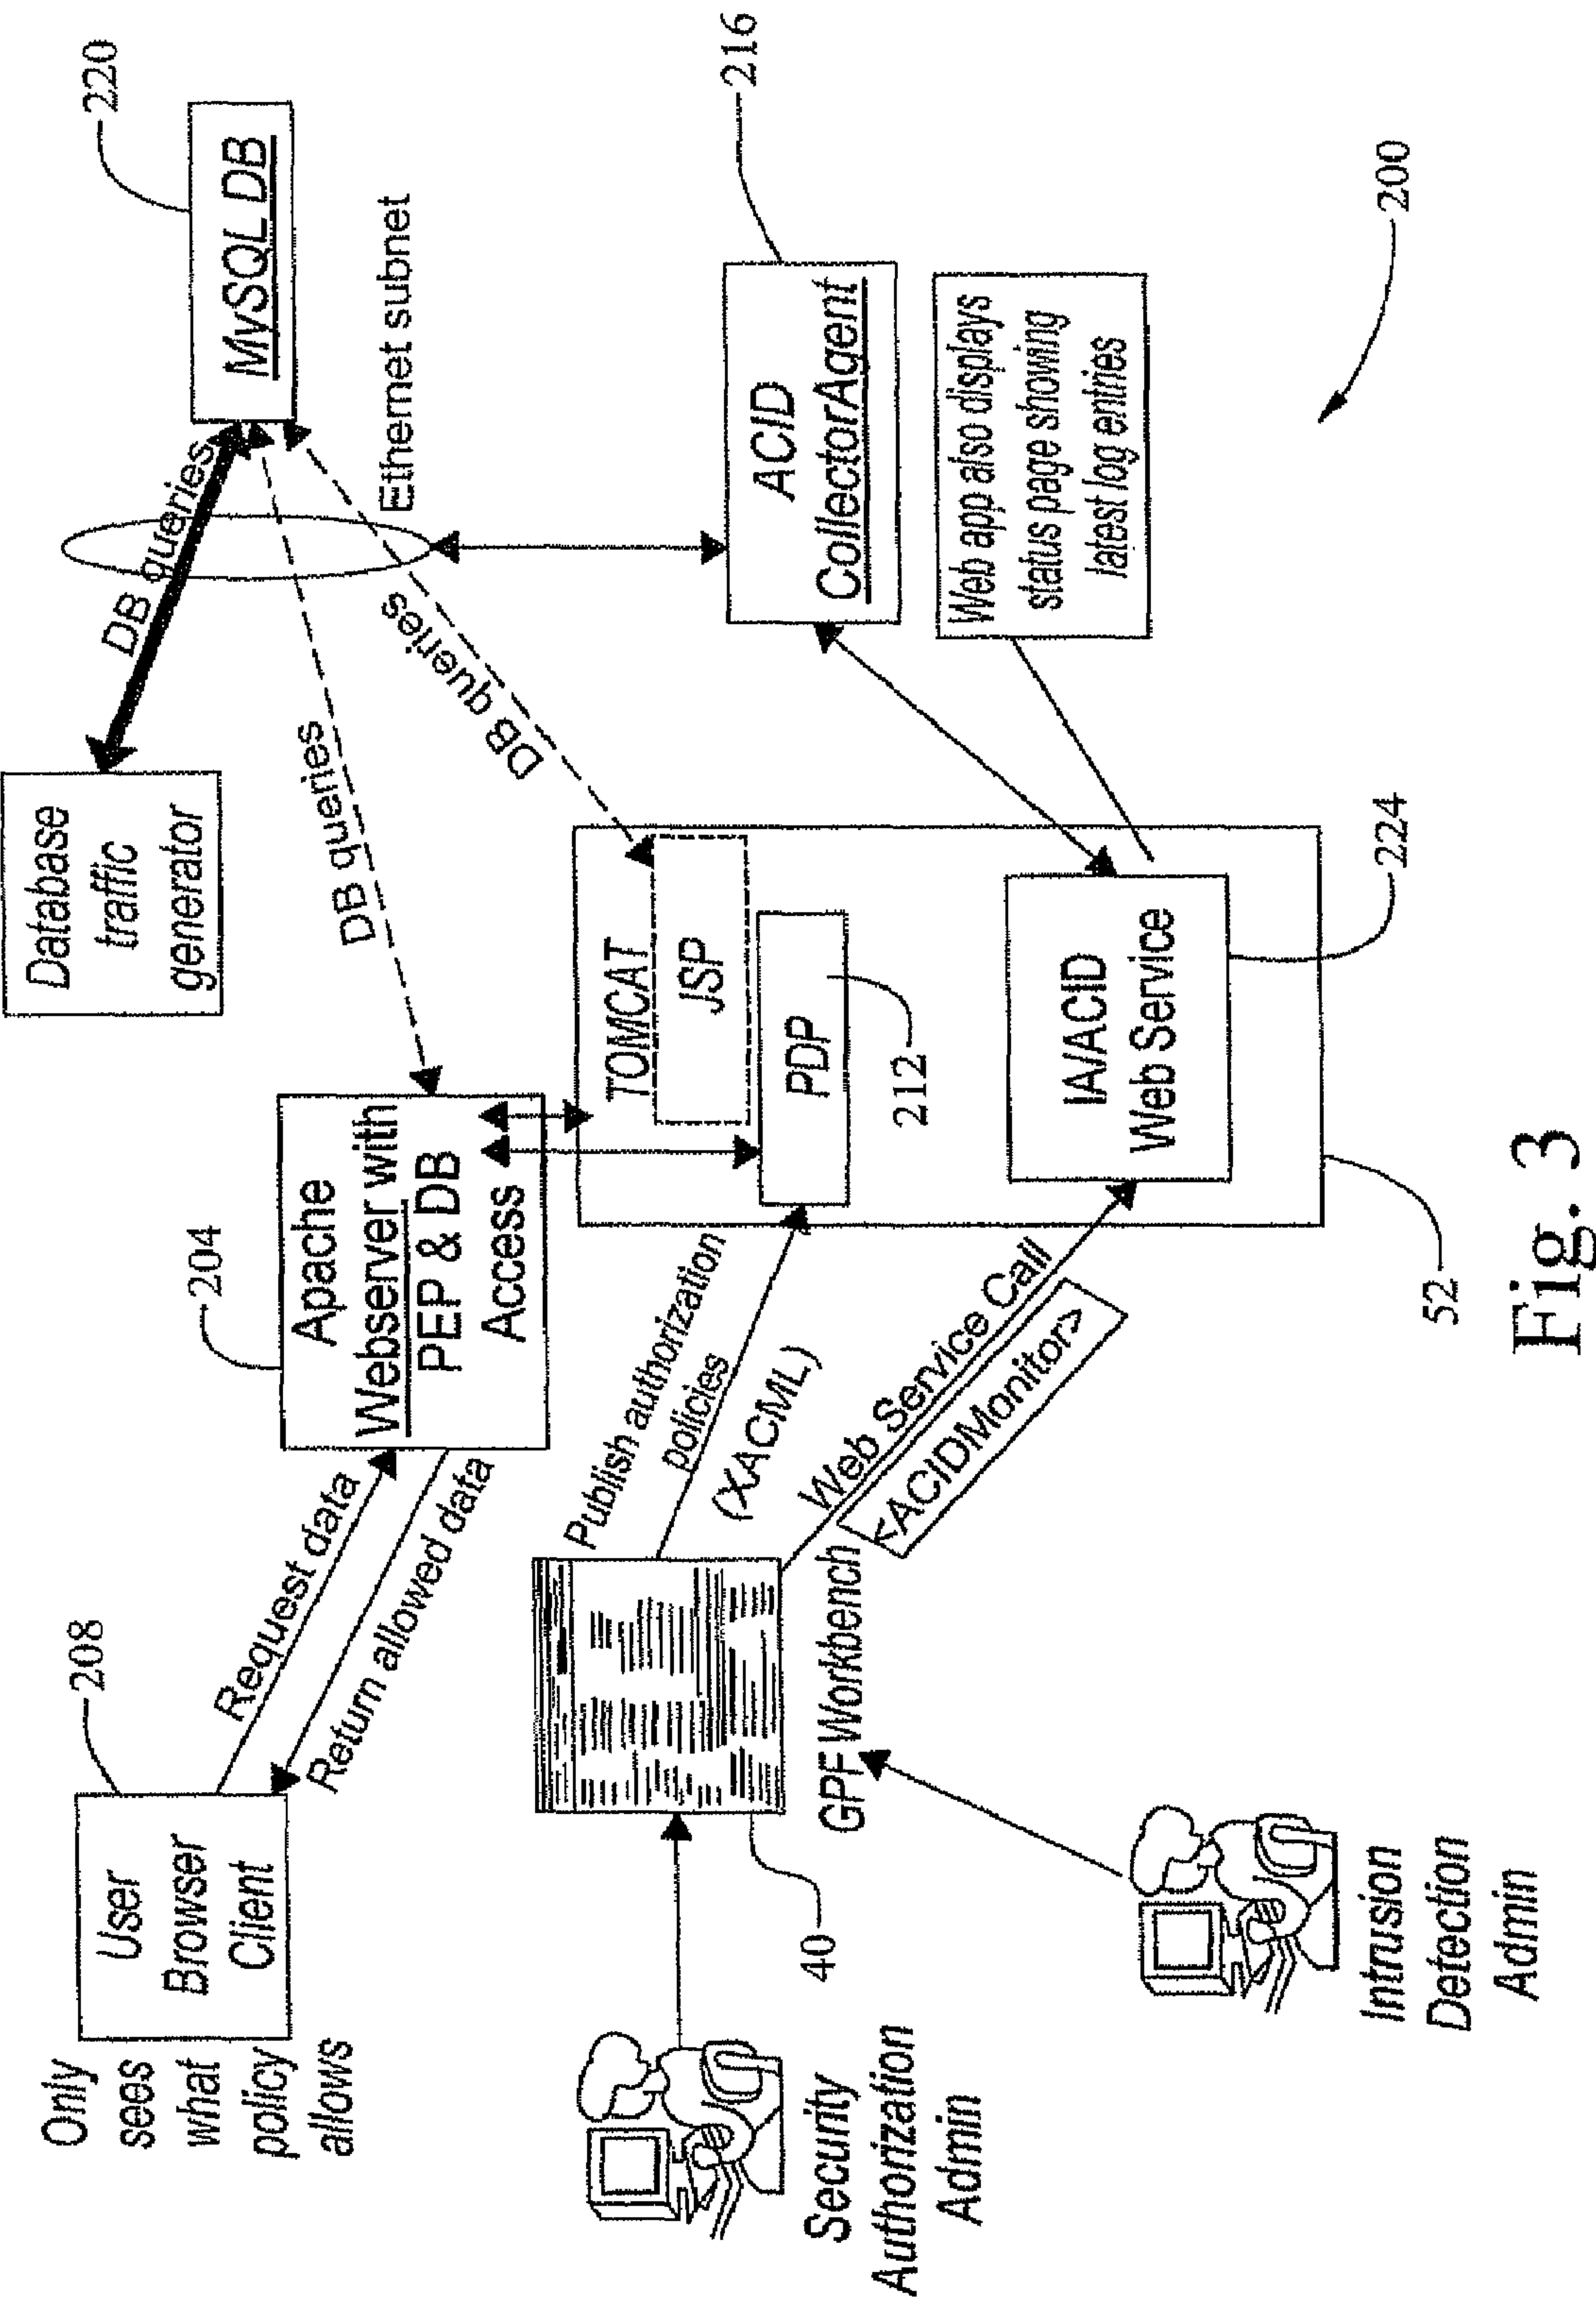 Only
sees
what
policy
allows
User
Browser
Client
208
Request data
Return allowed data
204
Apache
Webserver with
PEP & DB
Access
Database
traffic
generator
DB queries
DB queries
DB queries
220
MySQL DB
Ethernet subnet
Security
Authorization
Admin
40
GPF Workbench
Publish authorization
policies
(XACML)
Web Service Call
<ACIDMonitor>
TOMCAT
JSP
PDP
212
IA/ACID
Web Service
224
52
ACID
CollectorAgent
216
Web app also displays
status page showing
latest log entries
200
Intrusion
Detection
Admin
Fig. 3